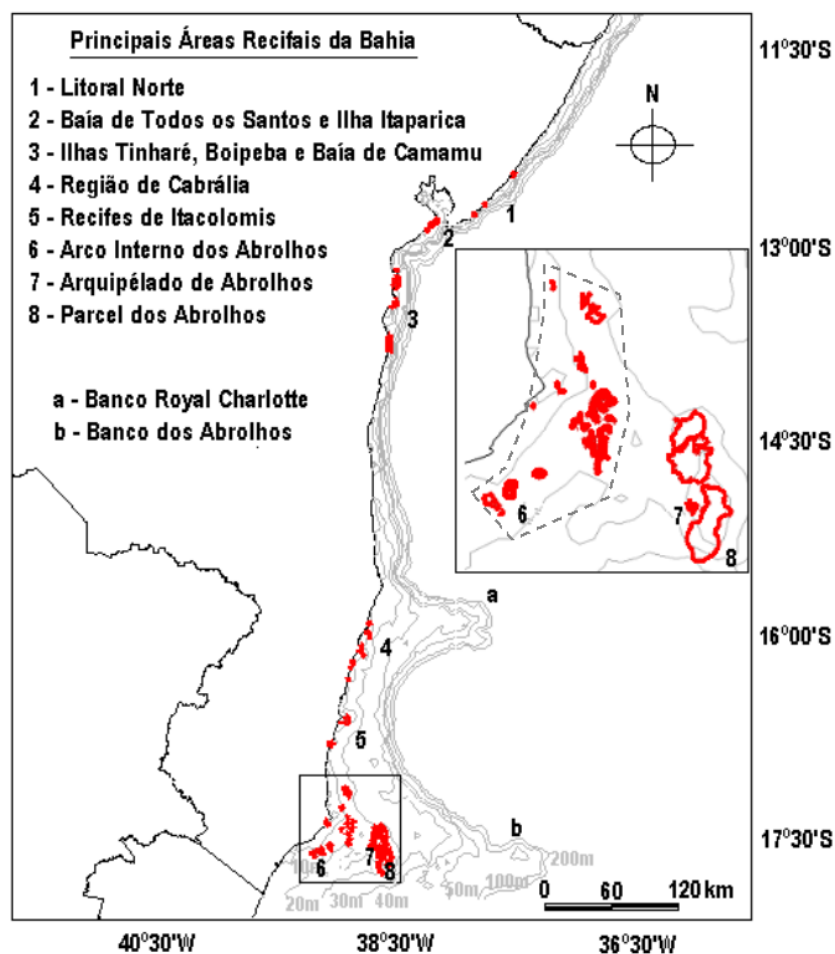 Principais Áreas Recifais da Bahia
1 - Litoral Norte
2 - Baía de Todos os Santos e Ilha Itaparica
3 - Ilhas Tinharé, Boipeba e Baía de Camamu
4 - Região de Cabrália
5 - Recifes de Itacolomis
6 - Arco Interno dos Abrolhos
7 - Arquipélado de Abrolhos
8 - Parcel dos Abrolhos
a - Banco Royal Charlotte
b - Banco dos Abrolhos
N
11°30'S
13°00'S
14°30'S
16°00'S
17°30'S
1
2
3
6
7
8
a
4
5
b
6
7
8
10m
20m
30m
40m
50m
100m
200m
0 60 120 km
40°30'W
38°30'W
36°30'W